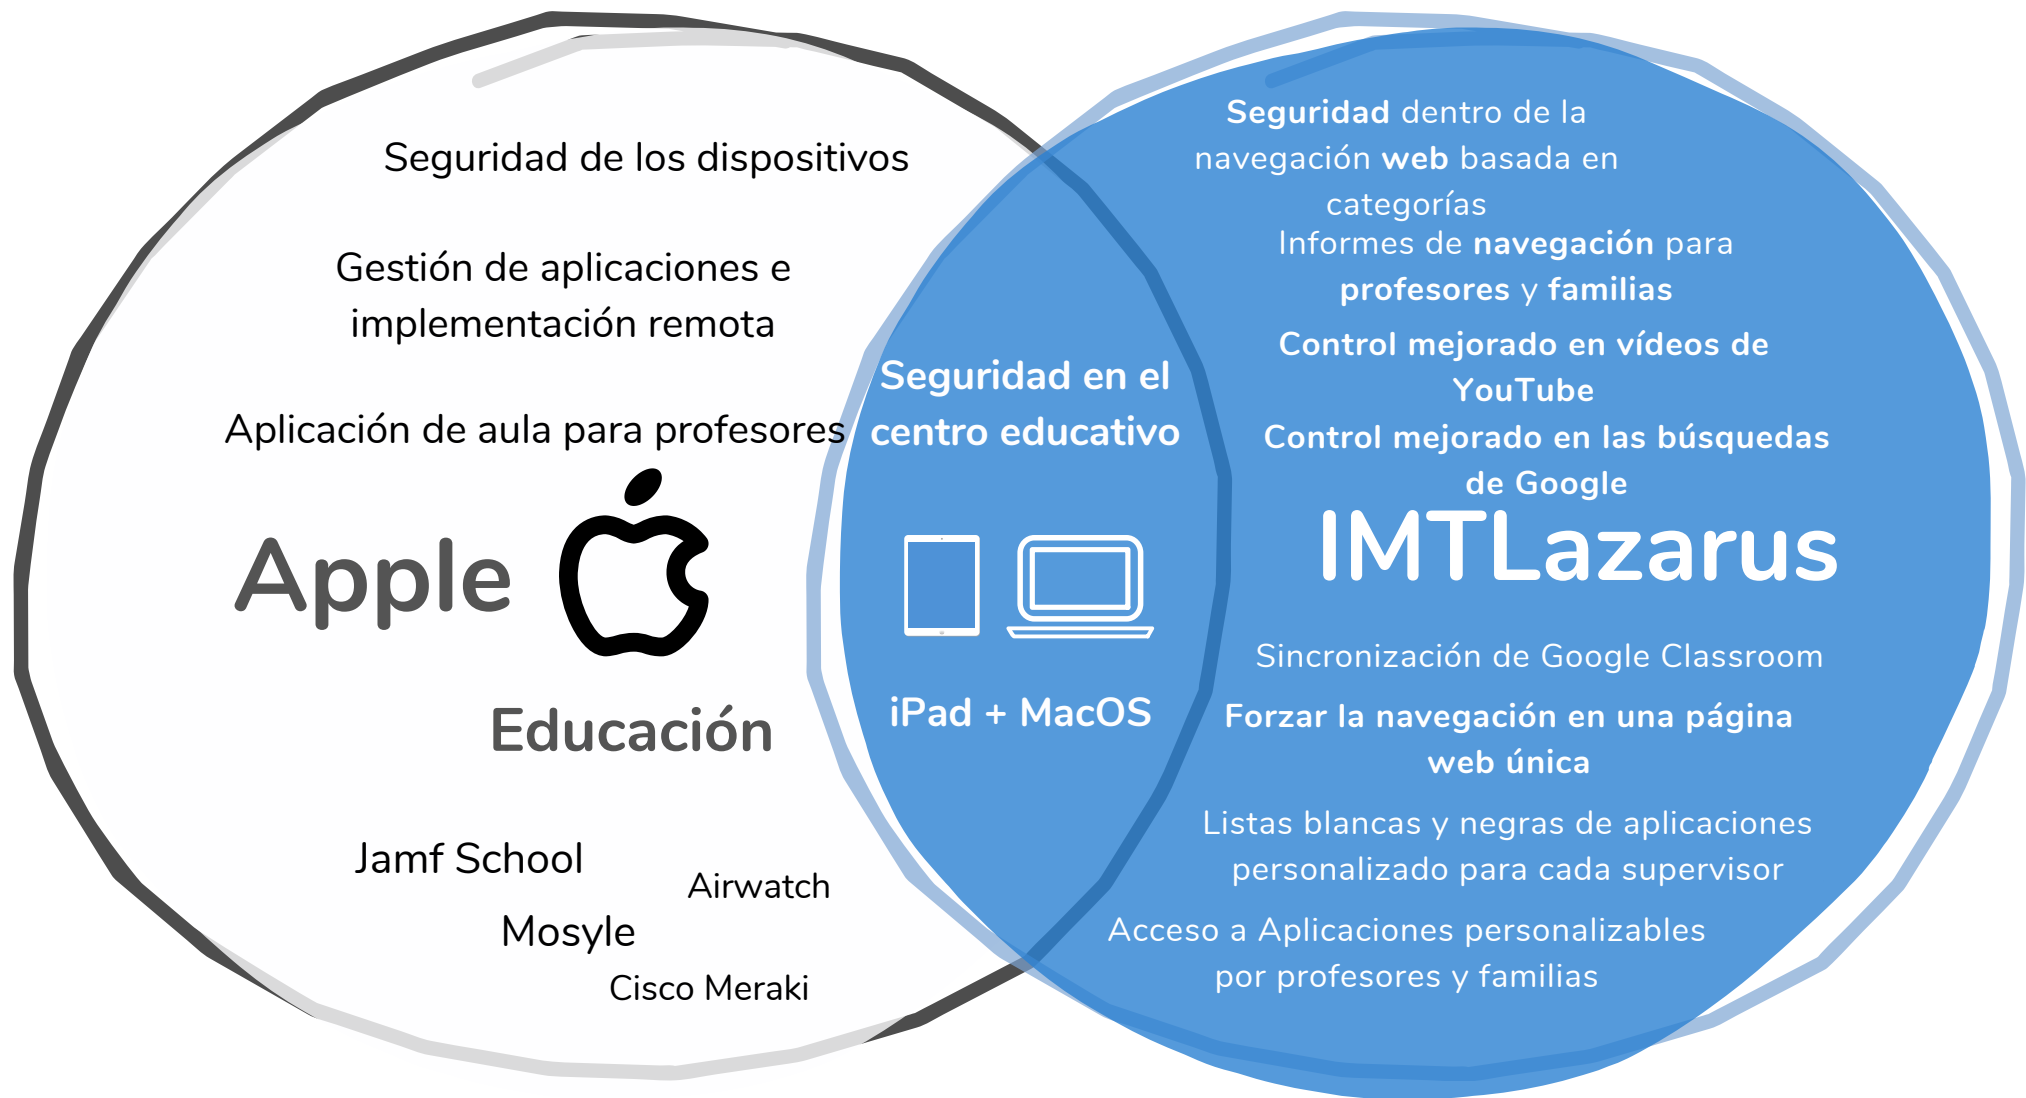 Seguridad de los dispositivos
Gestión de aplicaciones e
implementación remota
Aplicación de aula para profesores
Apple
Educación
Jamf School
Airwatch
Mosyle
Cisco Meraki
Seguridad en el
centro educativo
iPad + MacOS
Seguridad dentro de la
navegación web basada en
categorías
Informes de navegación para
profesores y familias
Control mejorado en vídeos de
YouTube
Control mejorado en las búsquedas
de Google
IMTLazarus
Sincronización de Google Classroom
Forzar la navegación en una página
web única
Listas blancas y negras de aplicaciones
personalizado para cada supervisor
Acceso a Aplicaciones personalizables
por profesores y familias